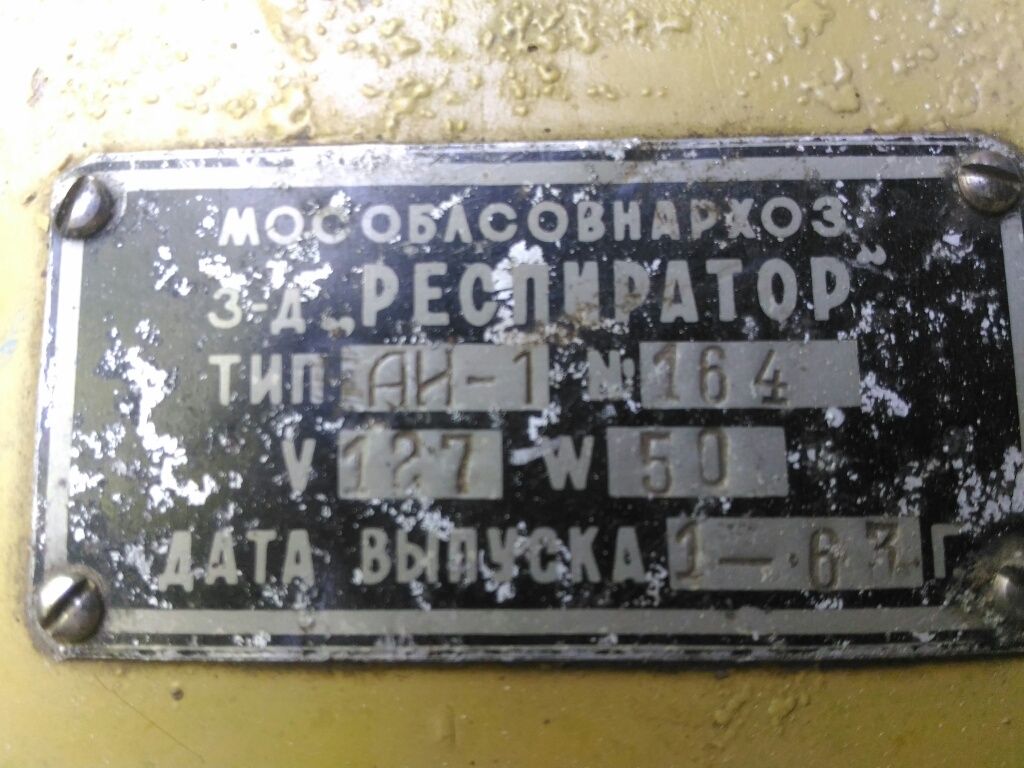 МОСОБЛСОВНАРХОЗ
З-Д „РЕСПИРАТОР”
ТИП АИ-1 № 164
V 127 W 50
ДАТА ВЫПУСКА 1-63 Г